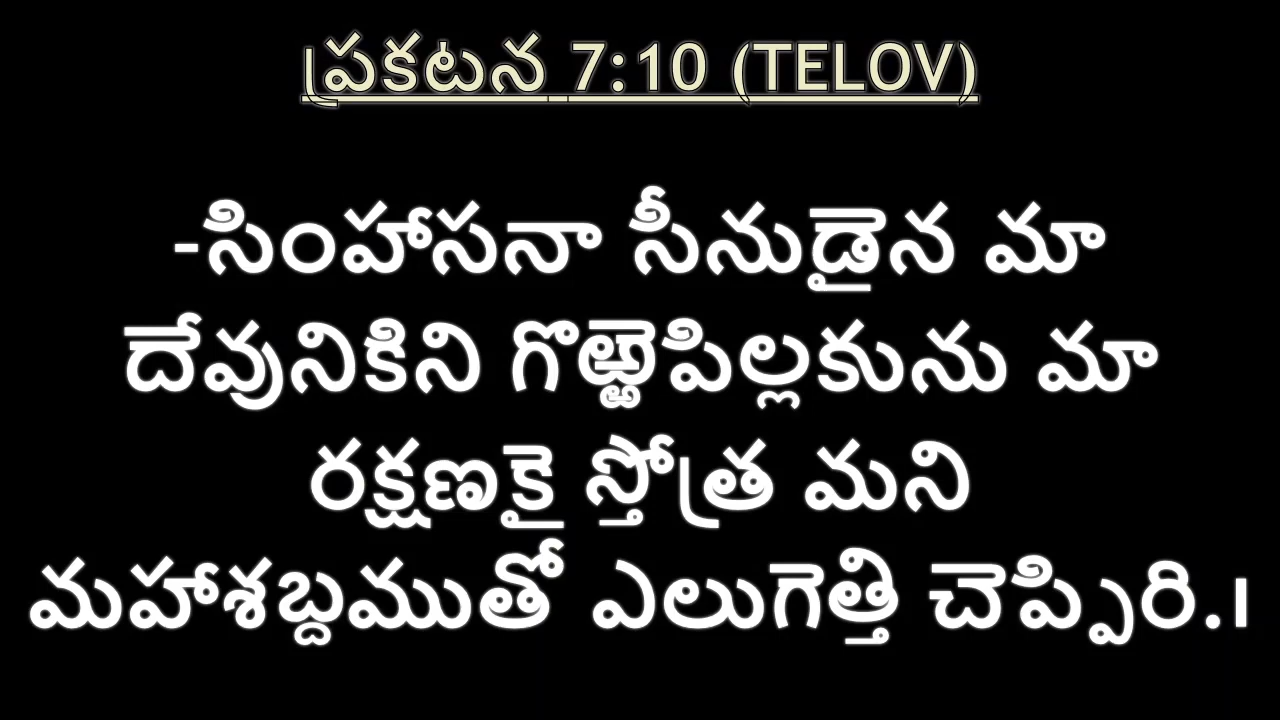 ప్రకటన 7:10 (TELOV)
-సింహాసనా సీనుడైన మా
దేవునికిని గొఱ్ఱెపిల్లకును మా
రక్షణకై స్తోత్ర మని
మహాశబ్దముతో ఎలుగెత్తి చెప్పిరి.।